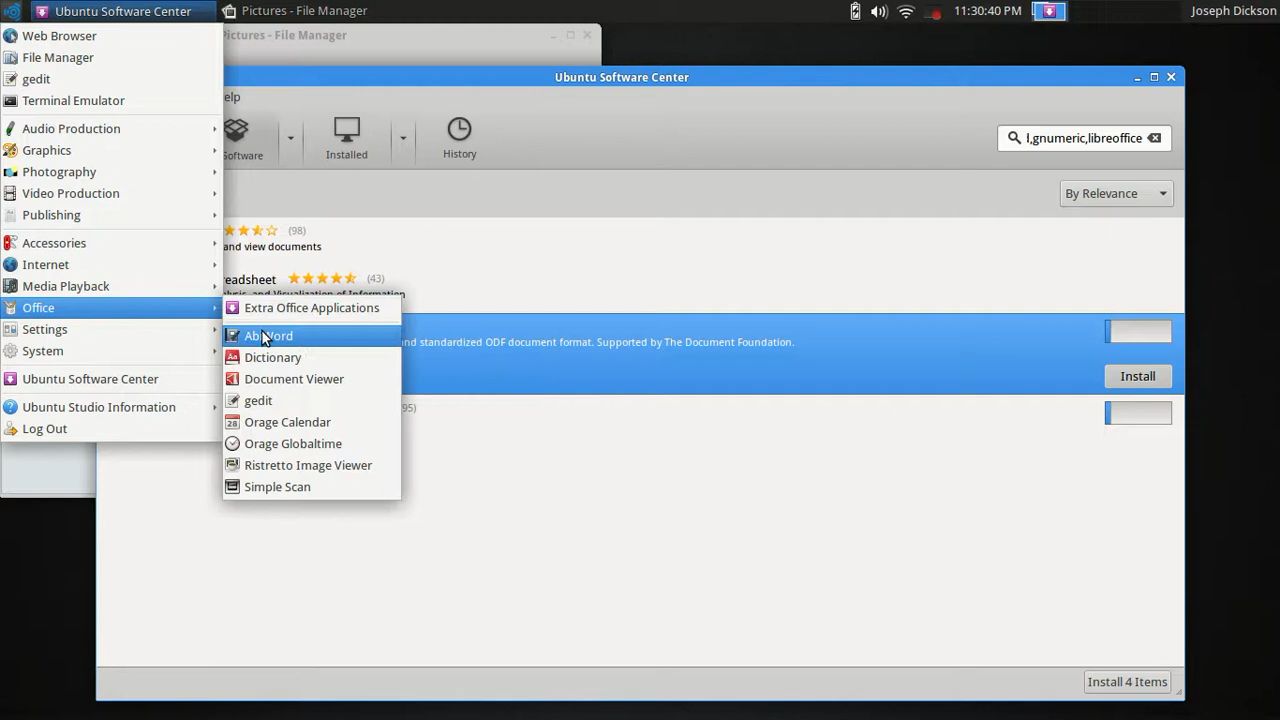 Ubuntu Software Center
Pictures - File Manager
11:30:40 PM
Joseph Dickson
Web Browser
File Manager
gedit
Terminal Emulator
Audio Production
Graphics
Photography
Video Production
Publishing
Accessories
Internet
Media Playback
Office
Settings
System
Ubuntu Software Center
Ubuntu Studio Information
Log Out
Pictures - File Manager
Ubuntu Software Center
elp
oftware
Installed
History
l,gnumeric,libreoffice
By Relevance
(98)
and view documents
readsheet
(43)
Extra Office Applications
AbiWord
Dictionary
Document Viewer
gedit
Orage Calendar
28
Orage Globaltime
Ristretto Image Viewer
Simple Scan
and standardized ODF document format. Supported by The Document Foundation.
Install
95)
Install 4 Items